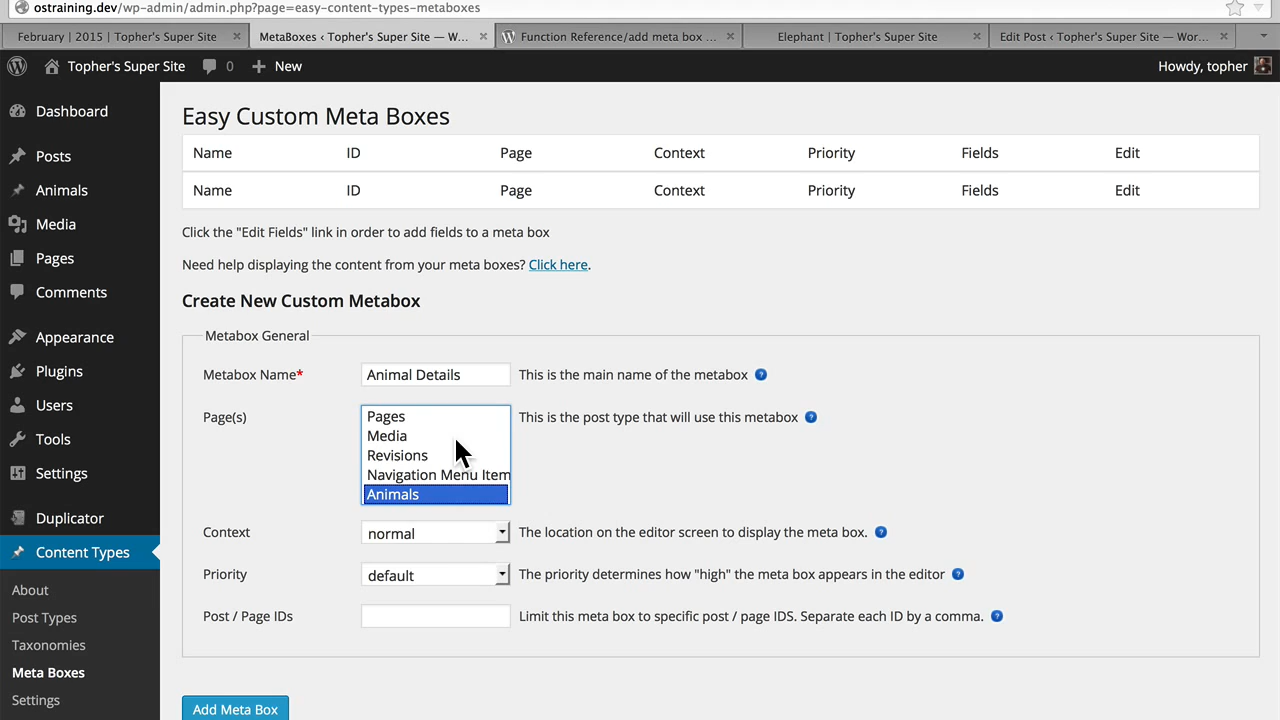 ostraining.dev/wp-admin/admin.php?page=easy-content-types-metaboxes
February | 2015 | Topher's Super Site
MetaBoxes ‹ Topher's Super Site — W...
Function Reference/add meta box ...
Elephant | Topher's Super Site
Edit Post ‹ Topher's Super Site — Wor...
Topher's Super Site
0
New
Howdy, topher
Dashboard
Posts
Animals
Media
Pages
Comments
Appearance
Plugins
Users
Tools
Settings
Duplicator
Content Types
About
Post Types
Taxonomies
Meta Boxes
Settings
Easy Custom Meta Boxes
Name ID Page Context Priority Fields Edit
Name ID Page Context Priority Fields Edit
Click the "Edit Fields" link in order to add fields to a meta box
Need help displaying the content from your meta boxes? Click here.
Create New Custom Metabox
Metabox General
Metabox Name* Animal Details This is the main name of the metabox ?
Page(s) This is the post type that will use this metabox ?
Pages
Media
Revisions
Navigation Menu Item
Animals
Context normal The location on the editor screen to display the meta box. ?
Priority default The priority determines how "high" the meta box appears in the editor ?
Post / Page IDs Limit this meta box to specific post / page IDS. Separate each ID by a comma. ?
Add Meta Box